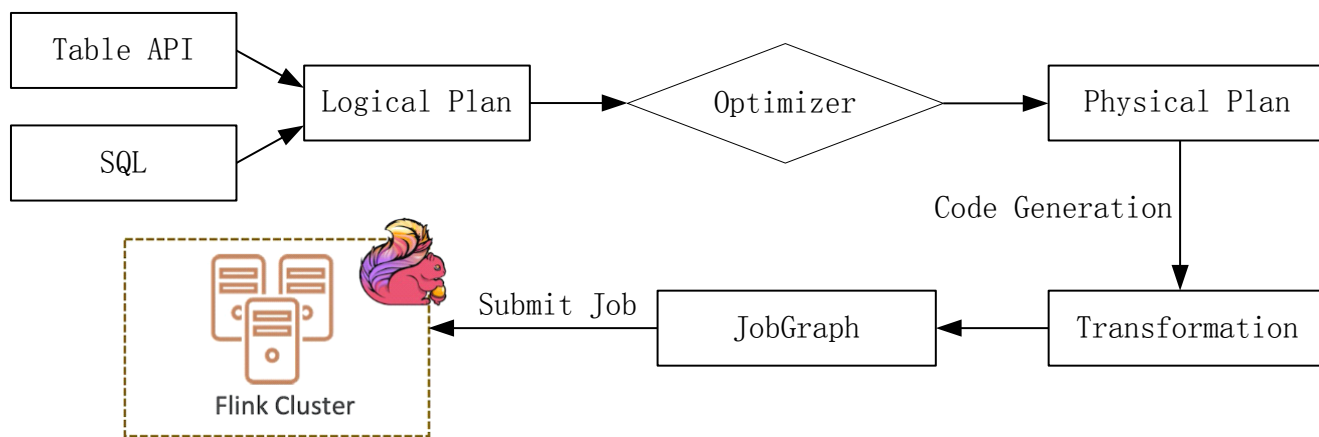 Table API
SQL
Logical Plan
Optimizer
Physical Plan
Code Generation
Transformation
JobGraph
Submit Job
Flink Cluster